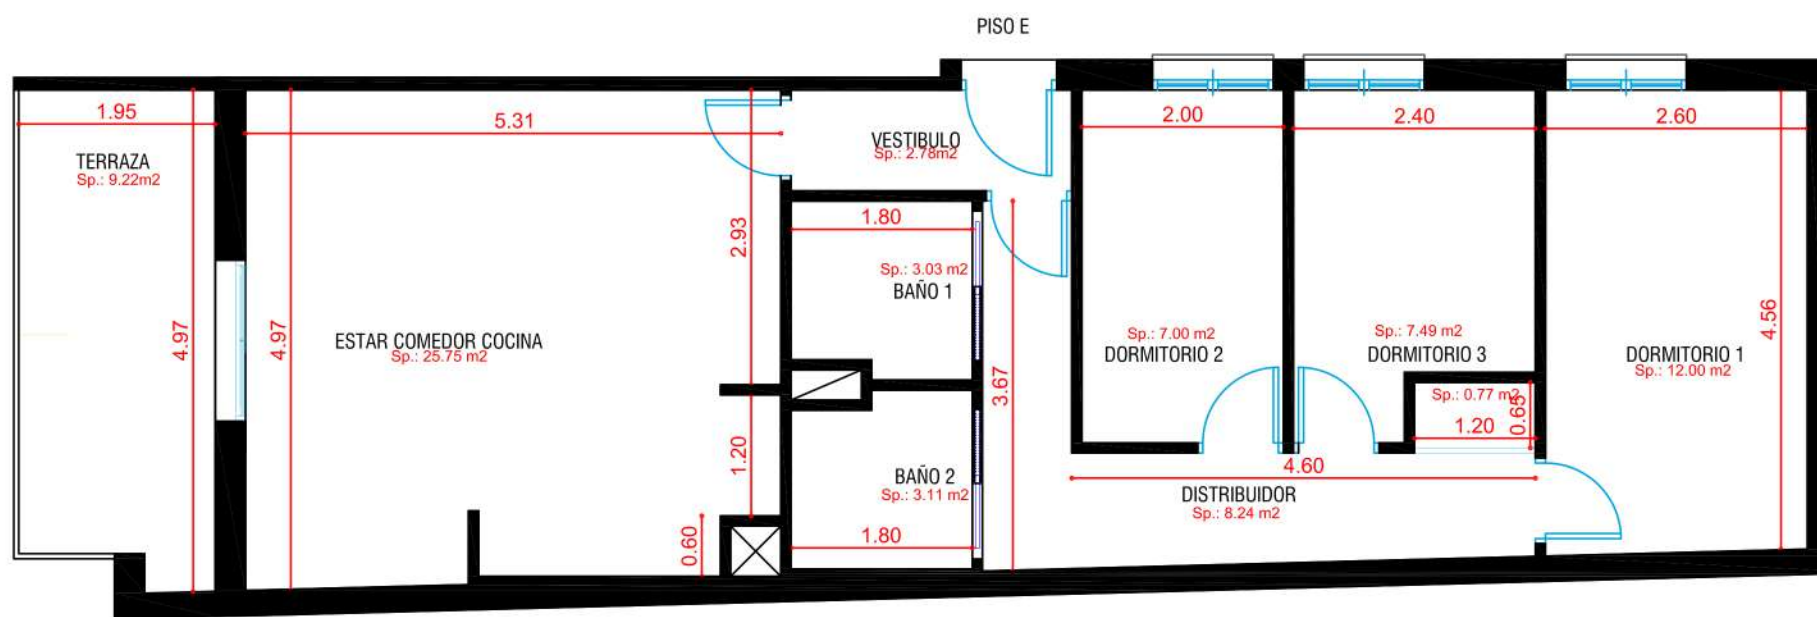 PISO E
1.95
5.31
2.00
2.40
2.60
TERRAZA
Sp.: 9.22m2
VESTIBULO
Sp.: 2.78m2
1.80
2.93
Sp.: 3.03 m2
BAÑO 1
4.97
4.97
ESTAR COMEDOR COCINA
Sp.: 25.75 m2
3.67
Sp.: 7.00 m2
DORMITORIO 2
Sp.: 7.49 m2
DORMITORIO 3
4.56
DORMITORIO 1
Sp.: 12.00 m2
Sp.: 0.77 m2
0.65
1.20
1.20
4.60
BAÑO 2
Sp.: 3.11 m2
DISTRIBUIDOR
Sp.: 8.24 m2
0.60
1.80